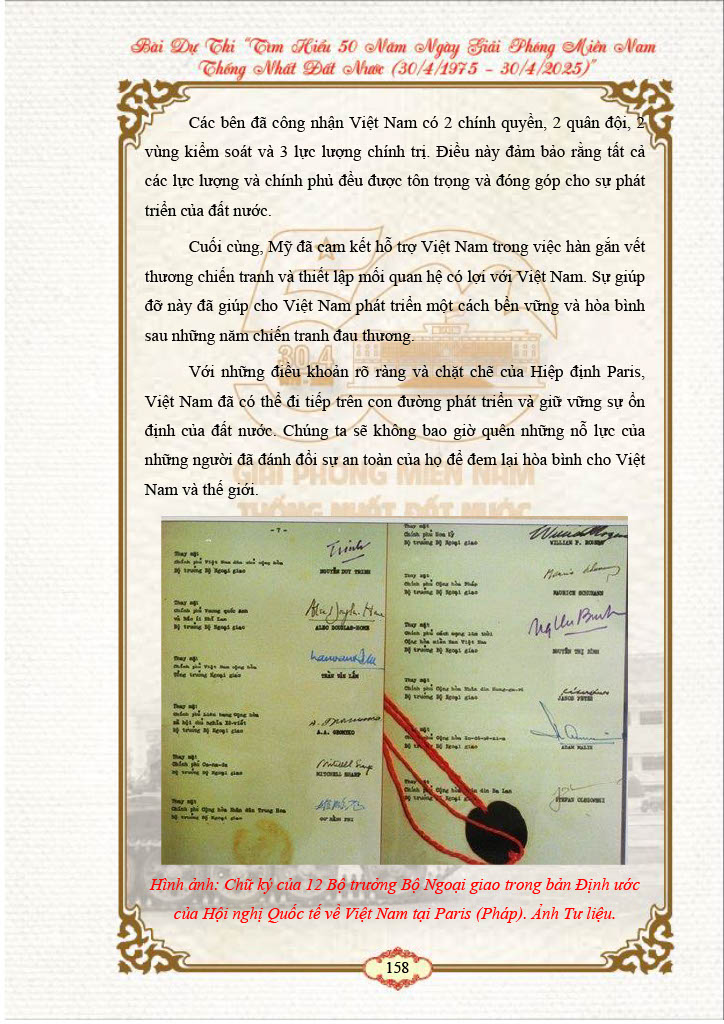 Bài Dự Thi “Tìm Hiểu 50 Năm Ngày Giải Phóng Miền Nam
Thống Nhất Đất Nước (30/4/1975 – 30/4/2025)”
Các bên đã công nhận Việt Nam có 2 chính quyền, 2 quân đội, 2
vùng kiểm soát và 3 lực lượng chính trị. Điều này đảm bảo rằng tất cả
các lực lượng và chính phủ đều được tôn trọng và đóng góp cho sự phát
triển của đất nước.
Cuối cùng, Mỹ đã cam kết hỗ trợ Việt Nam trong việc hàn gắn vết
thương chiến tranh và thiết lập mối quan hệ có lợi với Việt Nam. Sự giúp
đỡ này đã giúp cho Việt Nam phát triển một cách bền vững và hòa bình
sau những năm chiến tranh đau thương.
Với những điều khoản rõ ràng và chặt chẽ của Hiệp định Paris,
Việt Nam đã có thể đi tiếp trên con đường phát triển và giữ vững sự ổn
định của đất nước. Chúng ta sẽ không bao giờ quên những nỗ lực của
những người đã đánh đổi sự an toàn của họ để đem lại hòa bình cho Việt
Nam và thế giới.
50
30.4
GIẢI PHÓNG MIỀN NAM
THỐNG NHẤT ĐẤT NƯỚC
- 7 -
Thay mặt
Chính phủ Việt Nam dân chủ cộng hòa
Bộ trưởng Bộ Ngoại giao
Trinh
NGUYỄN DUY TRINH
Thay mặt
Chính phủ Vương quốc Anh
và Bắc Ai Nhĩ Lan
Bộ trưởng Bộ Ngoại giao
ALEC DOUGLAS-HOME
Thay mặt
Chính phủ Việt Nam cộng hòa
Tổng trưởng Ngoại giao
TRẦN VĂN LẮM
Thay mặt
Chính phủ Liên bang Cộng hòa
xã hội chủ nghĩa Xô-viết
Bộ trưởng Bộ Ngoại giao
A.A. GROMYKO
Thay mặt
Chính phủ Ca-na-da
Bộ trưởng Bộ Ngoại giao
Mitchell Sharp
MITCHELL SHARP
Thay mặt
Chính phủ Cộng hòa Nhân dân Trung Hoa
Bộ trưởng Bộ Ngoại giao
CƠ BẰNG PHI
Thay mặt
Chính phủ Hoa Kỳ
Bộ trưởng Bộ Ngoại giao
WILLIAM P. ROGERS
Thay mặt
Chính phủ Cộng hòa Pháp
Bộ trưởng Bộ Ngoại giao
MAURICE SCHUMANN
Thay mặt
Chính phủ cách mạng lâm thời
Cộng hòa miền Nam Việt Nam
Bộ trưởng Bộ Ngoại giao
NGUYỄN THỊ BÌNH
Thay mặt
Chính phủ Cộng hòa Nhân dân Hung-ga-ri
Bộ trưởng Bộ Ngoại giao
JANOS PETER
Thay mặt
Chính phủ Cộng hòa In-đô-nê-xi-a
Bộ trưởng Bộ Ngoại giao
ADAM MALIK
Thay mặt
Chính phủ Cộng hòa Nhân dân Ba Lan
Bộ trưởng Bộ Ngoại giao
STEFAN OLSZOWSKI
Hình ảnh: Chữ ký của 12 Bộ trưởng Bộ Ngoại giao trong bản Định ước
của Hội nghị Quốc tế về Việt Nam tại Paris (Pháp). Ảnh Tư liệu.
158